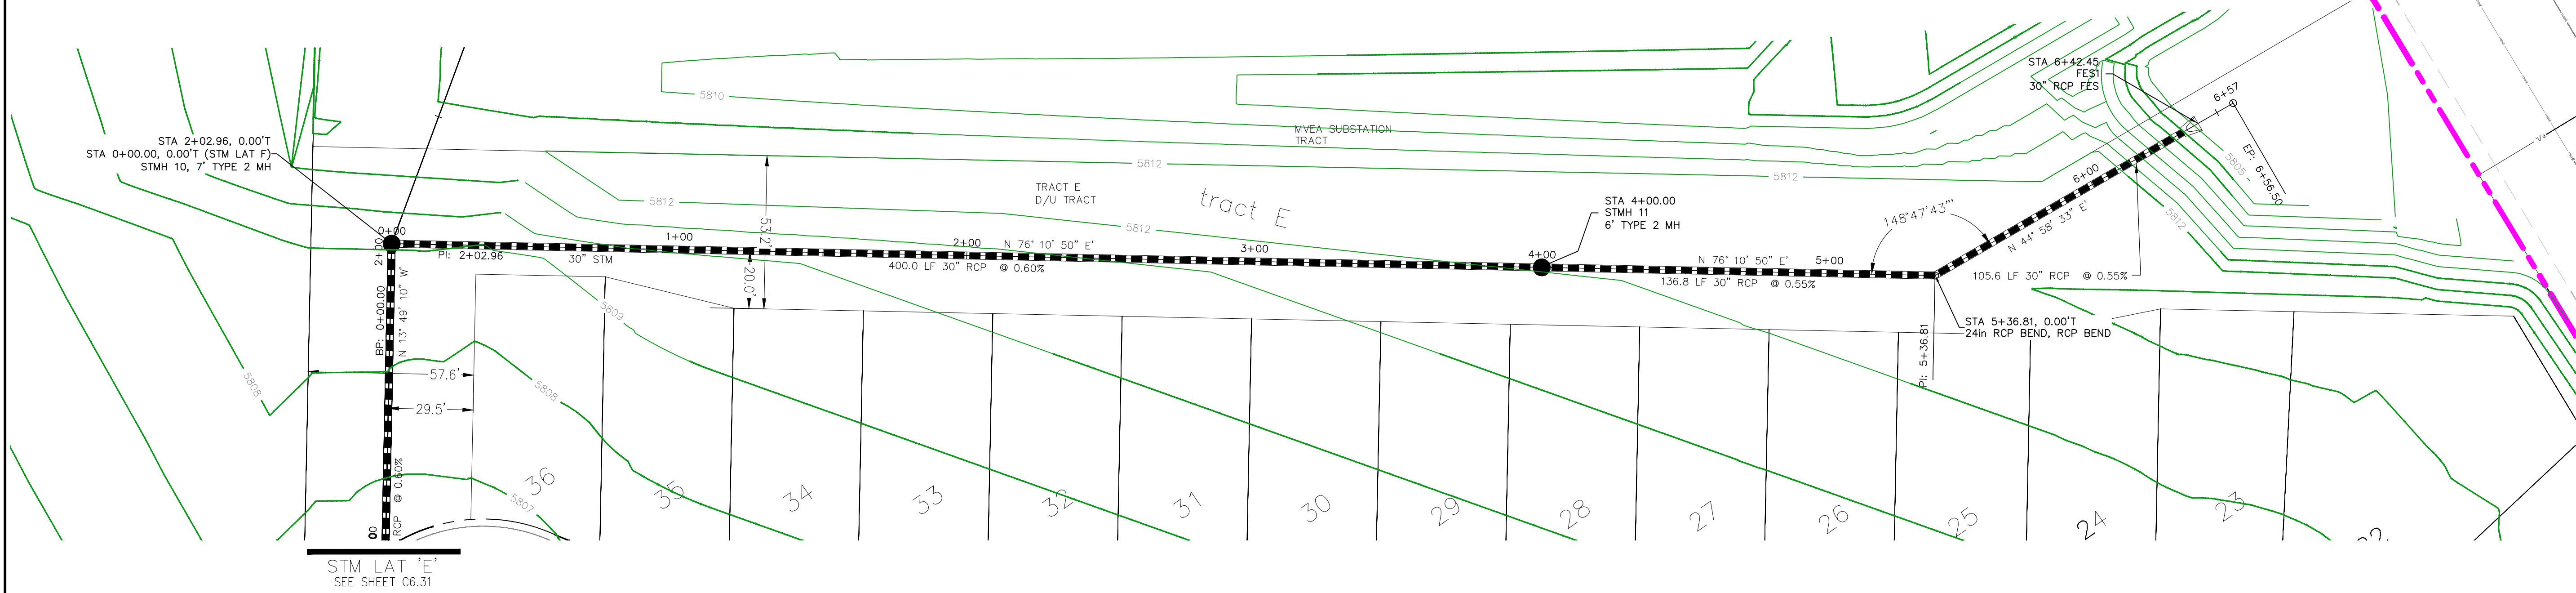 STA 6+42.45
FES1
30" RCP FES
6+57
5810
MVEA SUBSTATION
TRACT
EP: 6+56.50
5805
STA 2+02.96, 0.00'T
STA 0+00.00, 0.00'T (STM LAT F)
STMH 10, 7' TYPE 2 MH
5812
5812
6+00
TRACT E
D/U TRACT
tract E
STA 4+00.00
STMH 11
6' TYPE 2 MH
148°47'43"'
N 44° 58' 33" E'
5812
5812
5812
53.2'
0+00
2+00
1+00
2+00
N 76° 10' 50" E'
3+00
4+00
N 76° 10' 50" E'
5+00
PI: 2+02.96
30" STM
400.0 LF 30" RCP @ 0.60%
20.0'
136.8 LF 30" RCP @ 0.55%
105.6 LF 30" RCP @ 0.55%
BP: 0+00.00
N 13° 49' 10" W'
5809
STA 5+36.81, 0.00'T
24in RCP BEND, RCP BEND
PI: 5+36.81
5808
57.6'
5808
29.5'
RCP @ 0.60%
00
5807
36
35
34
33
32
31
30
29
28
27
26
25
24
23
STM LAT 'E'
SEE SHEET C6.31